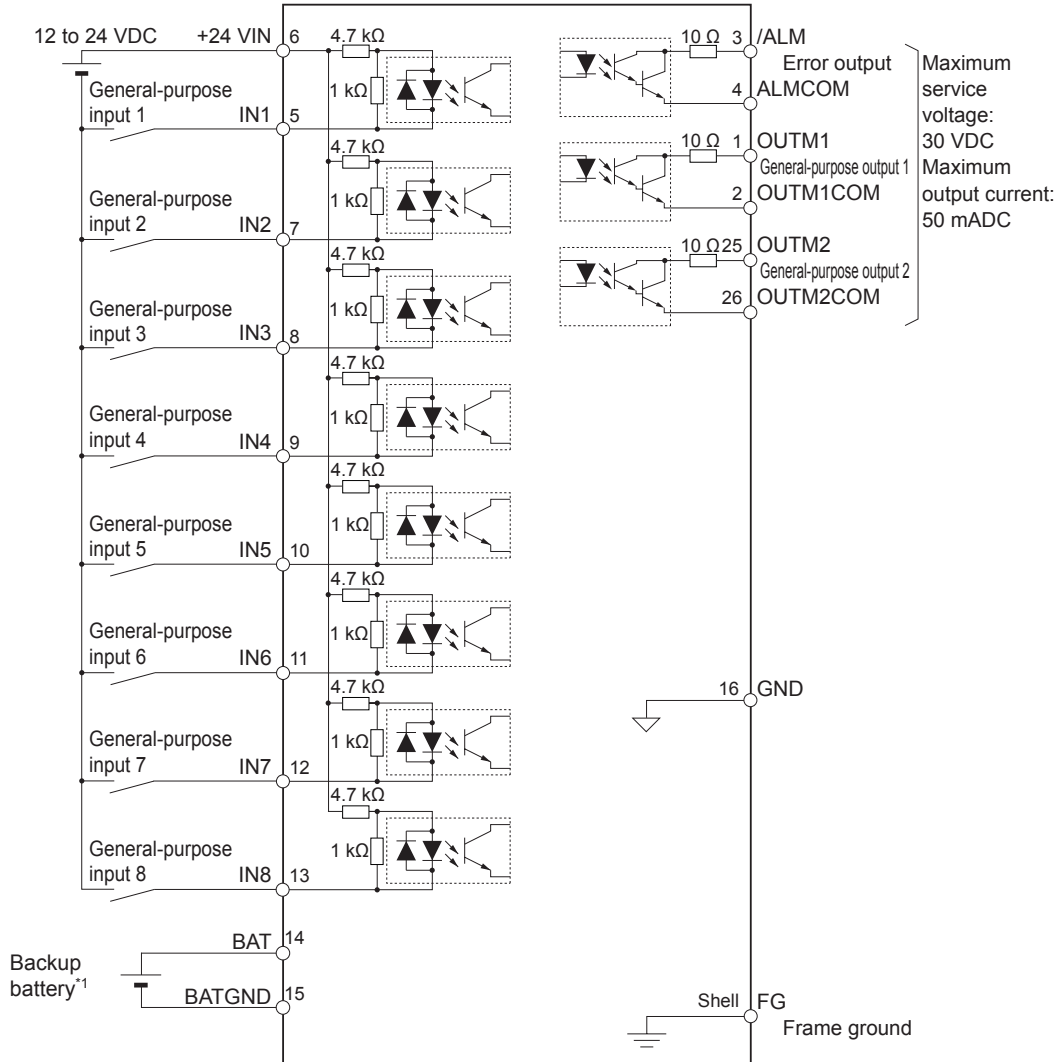 12 to 24 VDC
+24 VIN 6
4.7 kΩ
1 kΩ
General-purpose
input 1
IN1 5
4.7 kΩ
1 kΩ
General-purpose
input 2
IN2 7
4.7 kΩ
1 kΩ
General-purpose
input 3
IN3 8
4.7 kΩ
1 kΩ
General-purpose
input 4
IN4 9
4.7 kΩ
1 kΩ
General-purpose
input 5
IN5 10
4.7 kΩ
1 kΩ
General-purpose
input 6
IN6 11
4.7 kΩ
1 kΩ
General-purpose
input 7
IN7 12
4.7 kΩ
1 kΩ
General-purpose
input 8
IN8 13
BAT 14
Backup
battery*1
BATGND 15
10 Ω 3 /ALM
Error output
4 ALMCOM
10 Ω 1 OUTM1
General-purpose output 1
2 OUTM1COM
10 Ω 25 OUTM2
General-purpose output 2
26 OUTM2COM
Maximum
service
voltage:
30 VDC
Maximum
output current:
50 mADC
16 GND
Shell FG
Frame ground